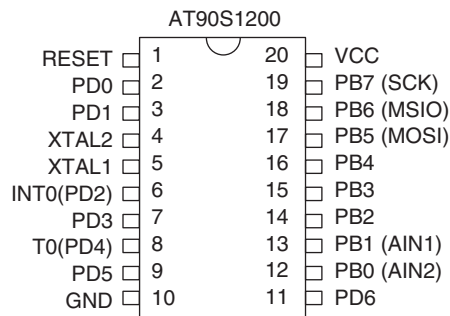 AT90S1200
RESET 1 20 VCC
PD0 2 19 PB7 (SCK)
PD1 3 18 PB6 (MSIO)
XTAL2 4 17 PB5 (MOSI)
XTAL1 5 16 PB4
INT0(PD2) 6 15 PB3
PD3 7 14 PB2
T0(PD4) 8 13 PB1 (AIN1)
PD5 9 12 PB0 (AIN2)
GND 10 11 PD6